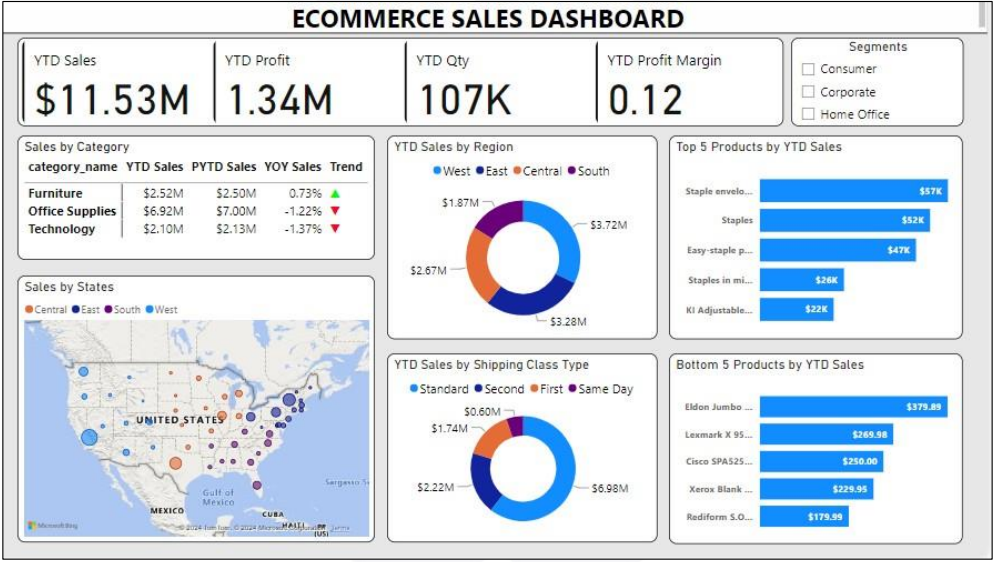 ECOMMERCE SALES DASHBOARD
YTD Sales
$11.53M
YTD Profit
1.34M
YTD Qty
107K
YTD Profit Margin
0.12
Segments
Consumer
Corporate
Home Office
Sales by Category
category_name YTD Sales PYTD Sales YOY Sales Trend
Furniture $2.52M $2.50M 0.73%
Office Supplies $6.92M $7.00M -1.22%
Technology $2.10M $2.13M -1.37%
YTD Sales by Region
West East Central South
$1.87M
$3.72M
$2.67M
$3.28M
Top 5 Products by YTD Sales
Staple envelo... $57K
Staples $52K
Easy-staple p... $47K
Staples in mi... $26K
KI Adjustable... $22K
Sales by States
Central East South West
UNITED STATES
Gulf of
Mexico
MEXICO
CUBA
HAITI
(US)
Microsoft Bing
© 2024 TomTom, © 2024 Microsoft Corporation Terms
YTD Sales by Shipping Class Type
Standard Second First Same Day
$0.60M
$1.74M
$2.22M
$6.98M
Bottom 5 Products by YTD Sales
Eldon Jumbo ... $379.89
Lexmark X 95... $269.98
Cisco SPA525... $250.00
Xerox Blank ... $229.95
Rediform S.O... $179.99